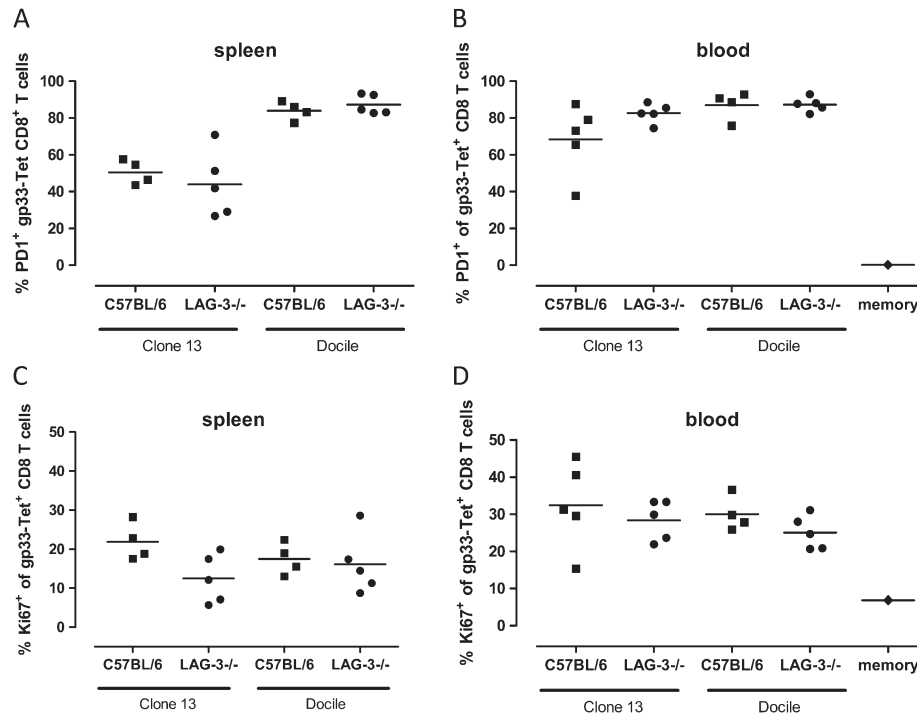 A
spleen
% PD1+ gp33-Tet CD8+ T cells
100
80
60
40
20
0
C57BL/6 LAG-3-/- C57BL/6 LAG-3-/-
Clone 13 Docile
B
blood
% PD1+ of gp33-Tet+ CD8 T cells
100
80
60
40
20
0
C57BL/6 LAG-3-/- C57BL/6 LAG-3-/- memory
Clone 13 Docile
C
spleen
% Ki67+ of gp33-Tet+ CD8 T cells
50
40
30
20
10
0
C57BL/6 LAG-3-/- C57BL/6 LAG-3-/-
Clone 13 Docile
D
blood
% Ki67+ of gp33-Tet+ CD8 T cells
50
40
30
20
10
0
C57BL/6 LAG-3-/- C57BL/6 LAG-3-/- memory
Clone 13 Docile